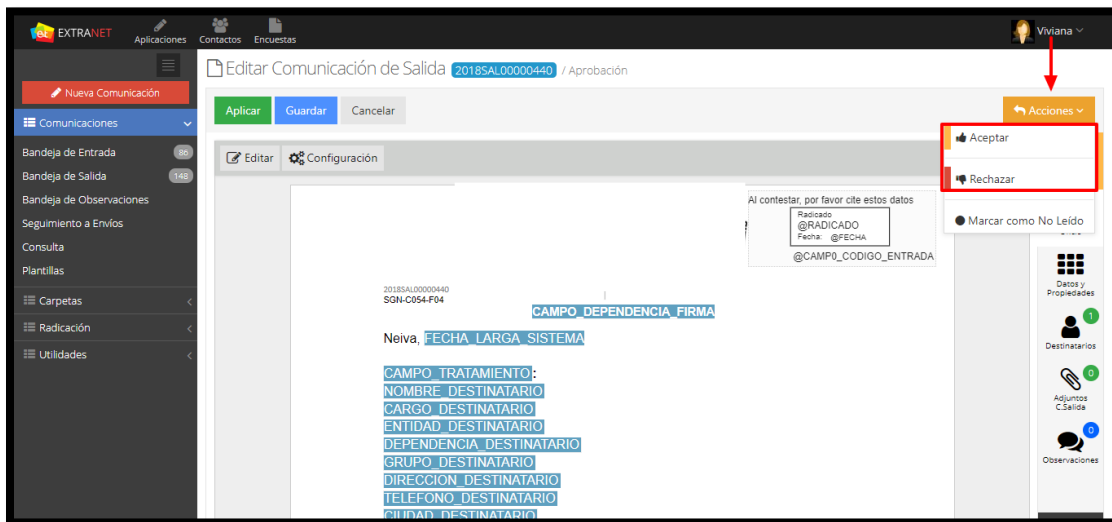 et EXTRANET
Aplicaciones
Contactos
Encuestas
Viviana
Editar Comunicación de Salida 2018SAL00000440 / Aprobación
Nueva Comunicación
Aplicar
Guardar
Cancelar
Acciones
Comunicaciones
Aceptar
Rechazar
Marcar como No Leído
Bandeja de Entrada 86
Bandeja de Salida 148
Bandeja de Observaciones
Seguimiento a Envíos
Consulta
Plantillas
Carpetas
Radicación
Utilidades
Editar
Configuración
Al contestar, por favor cite estos datos
Radicado
@RADICADO
Fecha: @FECHA
@CAMP0_CODIGO_ENTRADA
2018SAL00000440
SGN-C054-F04
CAMPO_DEPENDENCIA_FIRMA
Neiva, FECHA_LARGA_SISTEMA
CAMPO_TRATAMIENTO:
NOMBRE_DESTINATARIO
CARGO_DESTINATARIO
ENTIDAD_DESTINATARIO
DEPENDENCIA_DESTINATARIO
GRUPO_DESTINATARIO
DIRECCION_DESTINATARIO
TELEFONO_DESTINATARIO
CIUDAD_DESTINATARIO
Datos y
Propiedades
1
Destinatarios
0
Adjuntos
C.Salida
0
Observaciones